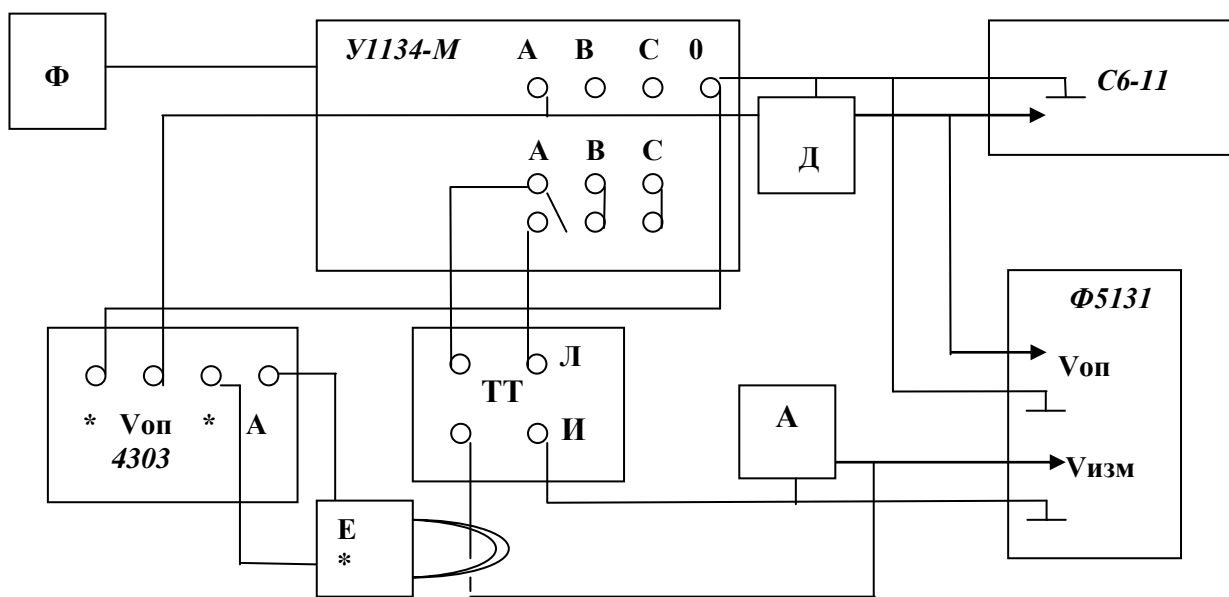 Ф
У1134-М
А В С 0
С6-11
Д
А В С
Ф5131
Л
ТТ
И
Vоп
* Vоп * А
4303
А
Vизм
Е
*